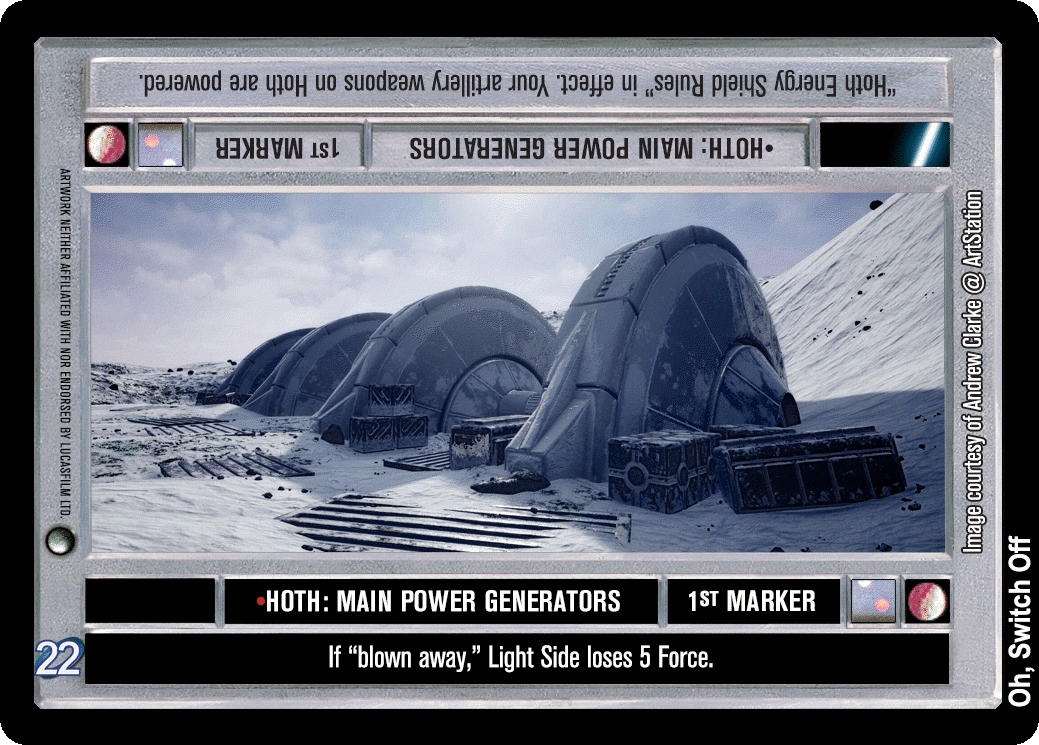 "Hoth Energy Shield Rules" in effect. Your artillery weapons on Hoth are powered.
•HOTH: MAIN POWER GENERATORS
1ST MARKER
ARTWORK NEITHER AFFILIATED WITH NOR ENDORSED BY LUCASFILM LTD.
Image courtesy of Andrew Clarke @ ArtStation
•HOTH: MAIN POWER GENERATORS
1ST MARKER
If “blown away,” Light Side loses 5 Force.
22
Oh, Switch Off